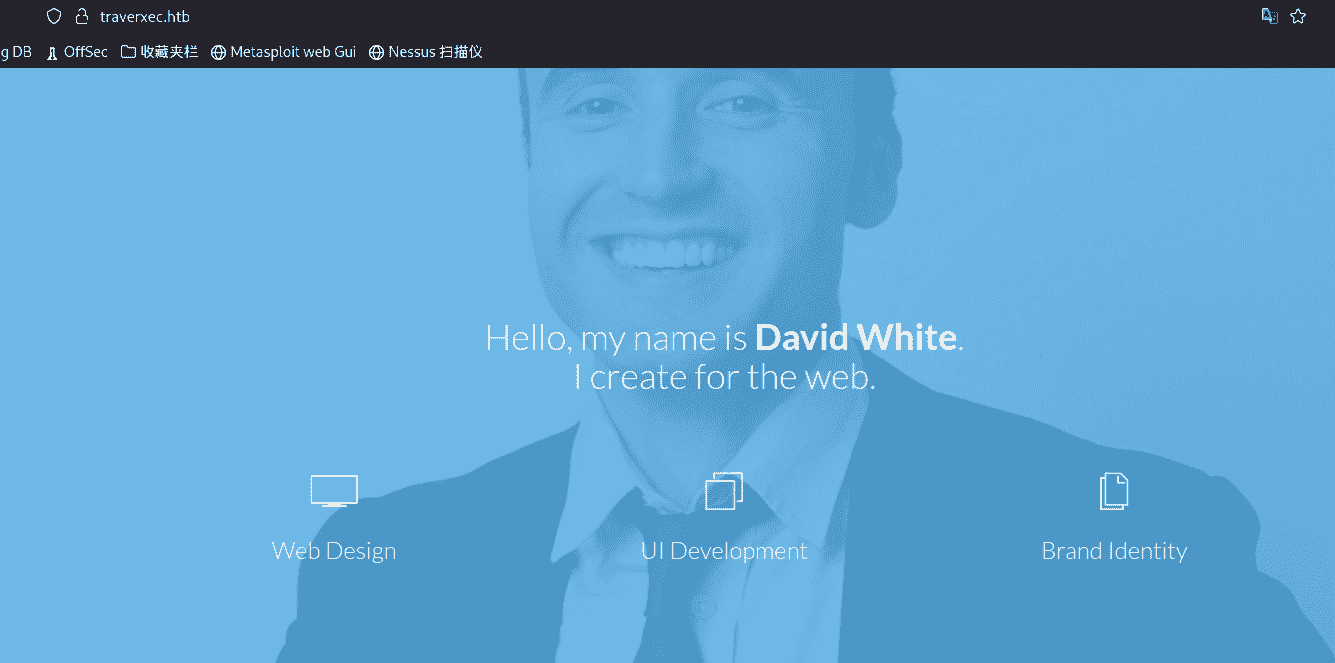 traverxec.htb
g DB OffSec 收藏夹栏 Metasploit web Gui Nessus 扫描仪
Hello, my name is David White.
I create for the web.
Web Design UI Development Brand Identity